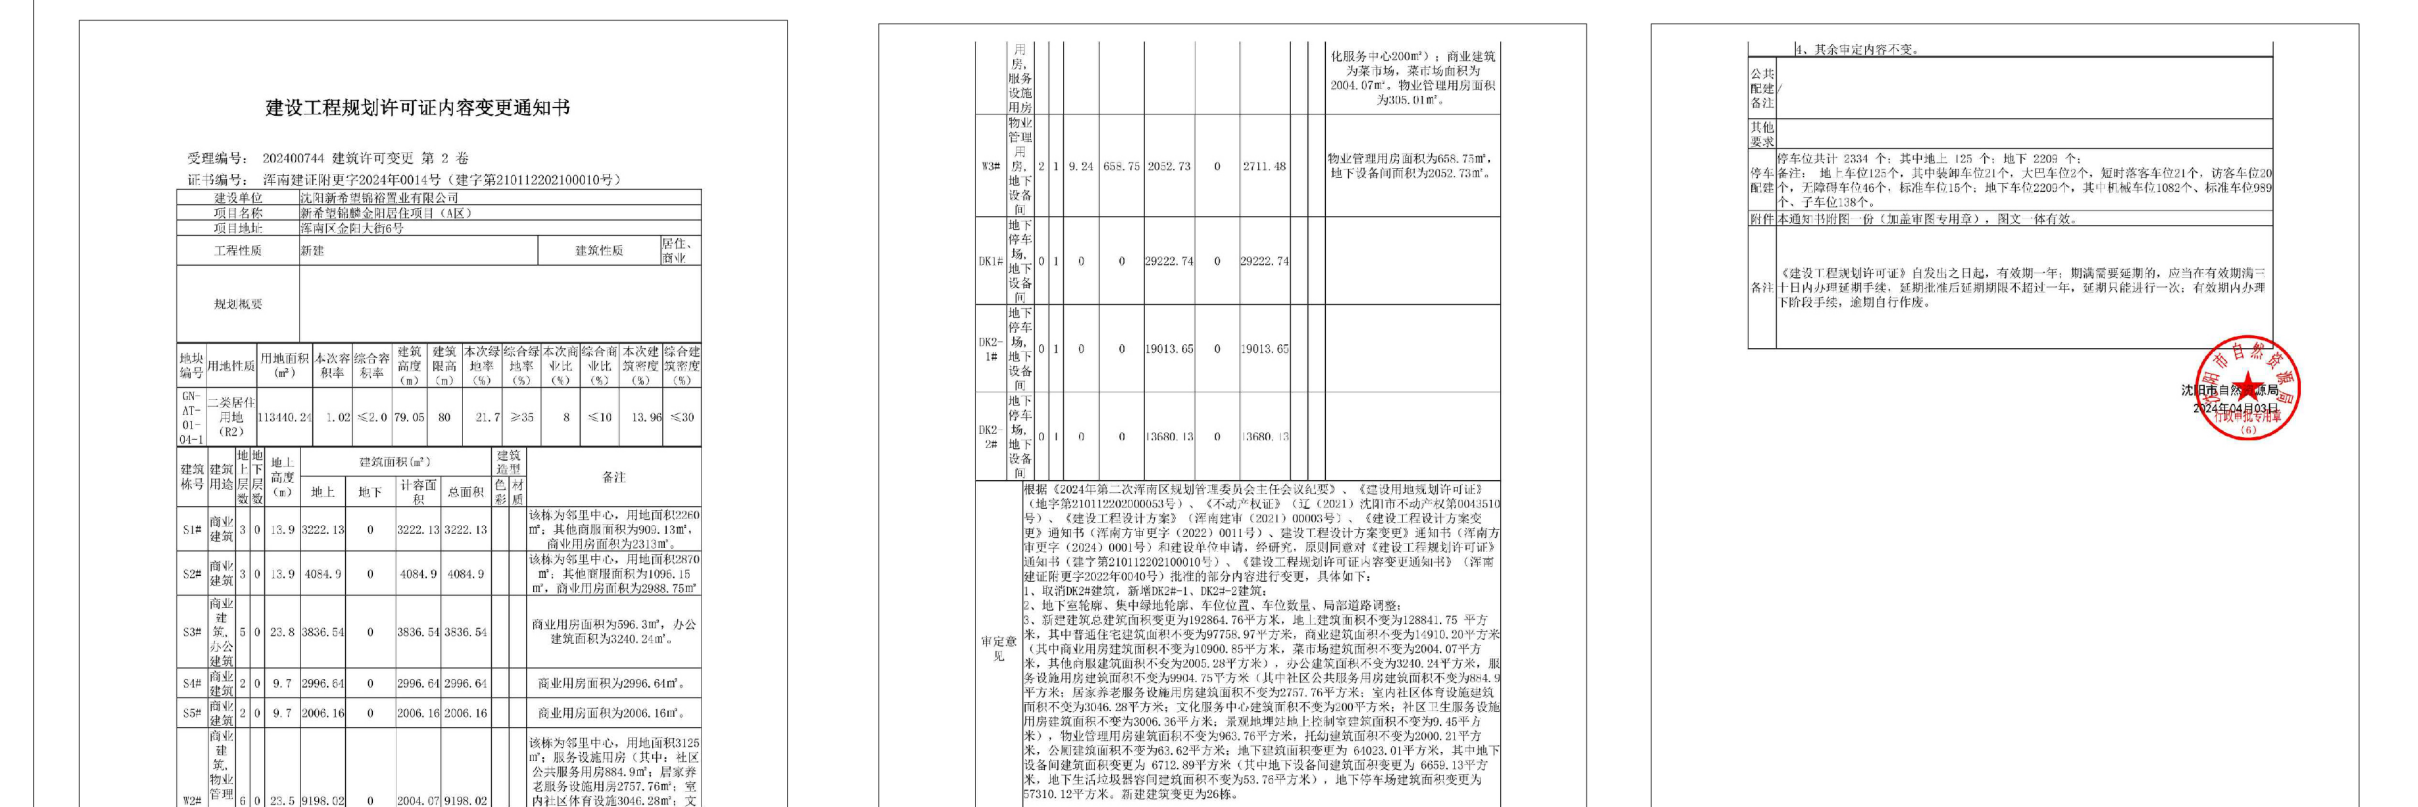 建设工程规划许可证内容变更通知书
受理编号： 202400744 建筑许可变更 第 2 卷
证书编号： 浑南建证附更字2024年0014号（建字第210112202100010号）
建设单位 沈阳新希望锦裕置业有限公司
项目名称 新希望锦麟金阳居住项目（A区）
项目地址 浑南区金阳大街6号
工程性质 新建 建筑性质 居住、商业
规划概要
地块编号 用地性质 用地面积（㎡） 本次容积率 综合容积率 建筑高度（m） 建筑限高（m） 本次绿地率（%） 综合绿地率（%） 本次商业比（%） 综合商业比（%） 本次建筑密度（%） 综合建筑密度（%）
GN-AT-01-04-1 二类居住用地（R2） 113440.24 1.02 ≤2.0 79.05 80 21.7 ≥35 8 ≤10 13.96 ≤30
建筑栋号 建筑用途 地上层数 地下层数 地上高度（m） 建筑面积(㎡) 建筑造型 备注
地上 地下 计容面积 总面积 色彩 材质
S1# 商业建筑 3 0 13.9 3222.13 0 3222.13 3222.13 该栋为邻里中心，用地面积2260㎡；其他商服面积为909.13㎡，商业用房面积为2313㎡。
S2# 商业建筑 3 0 13.9 4084.9 0 4084.9 4084.9 该栋为邻里中心，用地面积2870㎡；其他商服面积为1096.15㎡，商业用房面积为2988.75㎡
S3# 商业建筑，办公建筑 5 0 23.8 3836.54 0 3836.54 3836.54 商业用房面积为596.3㎡，办公建筑面积为3240.24㎡。
S4# 商业建筑 2 0 9.7 2996.64 0 2996.64 2996.64 商业用房面积为2996.64㎡。
S5# 商业建筑 2 0 9.7 2006.16 0 2006.16 2006.16 商业用房面积为2006.16㎡。
W2# 商业建筑，物业管理 6 0 23.5 9198.02 0 2004.07 9198.02 该栋为邻里中心，用地面积3125㎡；服务设施用房（其中：社区公共服务用房884.9㎡；居家养老服务设施用房2757.76㎡；室内社区体育设施3046.28㎡；文
用房，服务设施用房 化服务中心200㎡）；商业建筑为菜市场，菜市场面积为2004.07㎡。物业管理用房面积为305.01㎡。
W3# 物业管理用房，地下设备间 2 1 9.24 658.75 2052.73 0 2711.48 物业管理用房面积为658.75㎡，地下设备间面积为2052.73㎡。
DK1# 地下停车场，地下设备间 0 1 0 0 29222.74 0 29222.74
DK2-1# 地下停车场，地下设备间 0 1 0 0 19013.65 0 19013.65
DK2-2# 地下停车场，地下设备间 0 1 0 0 13680.13 0 13680.13
审定意见
根据《2024年第二次浑南区规划管理委员会主任会议纪要》、《建设用地规划许可证》
（地字第210112202000053号）、《不动产权证》（辽（2021）沈阳市不动产权第0043510
号）、《建设工程设计方案》（浑南建审（2021）00003号）、《建设工程设计方案变
更》通知书（浑南方审更字（2022）0011号）、建设工程设计方案变更》通知书（浑南方
审更字（2024）0001号）和建设单位申请，经研究，原则同意对《建设工程规划许可证》
通知书（建字第210112202100010号）、《建设工程规划许可证内容变更通知书》（浑南
建证附更字2022年0040号）批准的部分内容进行变更，具体如下：
1、取消DK2#建筑，新增DK2#-1、DK2#-2建筑；
2、地下室轮廓、集中绿地轮廓、车位位置、车位数量、局部道路调整；
3、新建建筑总建筑面积变更为192864.76平方米，地上建筑面积不变为128841.75 平方
米，其中普通住宅建筑面积不变为97758.97平方米，商业建筑面积不变为14910.20平方米
（其中商业用房建筑面积不变为10900.85平方米，菜市场建筑面积不变为2004.07平方
米，其他商服建筑面积不变为2005.28平方米），办公建筑面积不变为3240.24平方米，服
务设施用房建筑面积不变为9904.75平方米（其中社区公共服务用房建筑面积不变为884.9
平方米；居家养老服务设施用房建筑面积不变为2757.76平方米；室内社区体育设施建筑
面积不变为3046.28平方米；文化服务中心建筑面积不变为200平方米；社区卫生服务设施
用房建筑面积不变为3006.36平方米；景观地埋站地上控制室建筑面积不变为9.45平方
米），物业管理用房建筑面积不变为963.76平方米，托幼建筑面积不变为2000.21平方
米，公厕建筑面积不变为63.62平方米；地下建筑面积变更为 64023.01平方米，其中地下
设备间建筑面积变更为 6712.89平方米（其中地下设备间建筑面积变更为 6659.13平方
米，地下生活垃圾器容间建筑面积不变为53.76平方米），地下停车场建筑面积变更为
57310.12平方米。新建建筑变更为26栋。
4、其余审定内容不变。
公共配建备注 /
其他要求
停车配建
停车位共计 2334 个；其中地上 125 个；地下 2209 个；
备注： 地上车位125个，其中装卸车位21个，大巴车位2个，短时落客车位21个，访客车位20
个，无障碍车位46个，标准车位15个；地下车位2209个，其中机械车位1082个、标准车位989
个、子车位138个。
附件 本通知书附图一份（加盖审图专用章），图文一体有效。
备注
《建设工程规划许可证》自发出之日起，有效期一年；期满需要延期的，应当在有效期满三
十日内办理延期手续，延期批准后延期期限不超过一年，延期只能进行一次；有效期内办理
下阶段手续，逾期自行作废。
沈阳市自然资源局
2024年04月03日
沈阳市自然资源局
行政审批专用章
（6）